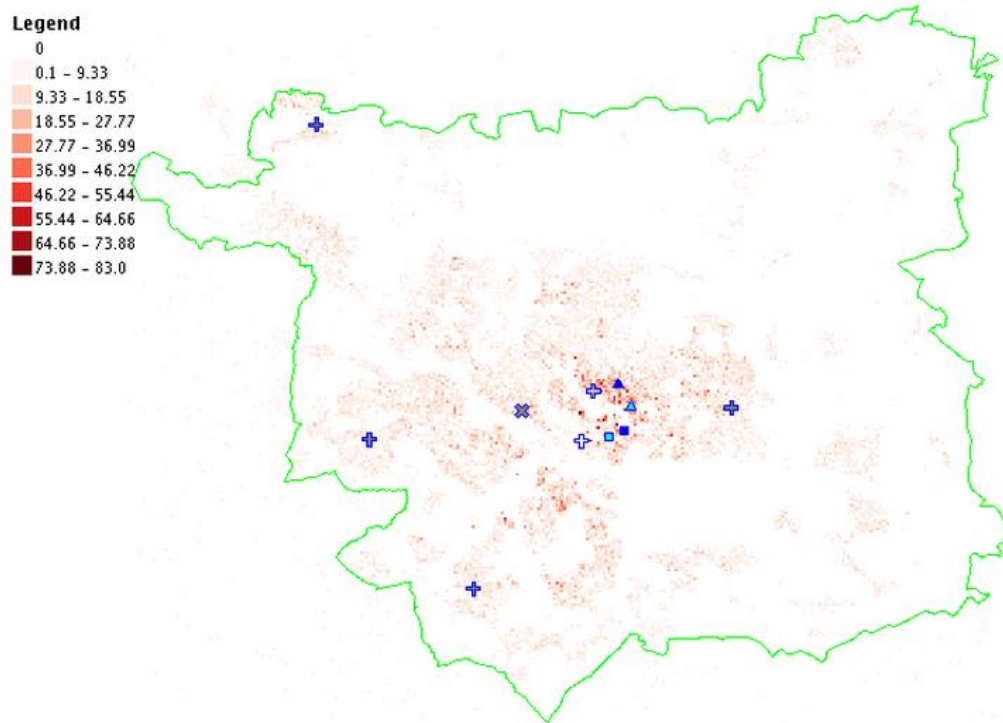 Legend
0
0.1 - 9.33
9.33 - 18.55
18.55 - 27.77
27.77 - 36.99
36.99 - 46.22
46.22 - 55.44
55.44 - 64.66
64.66 - 73.88
73.88 - 83.0